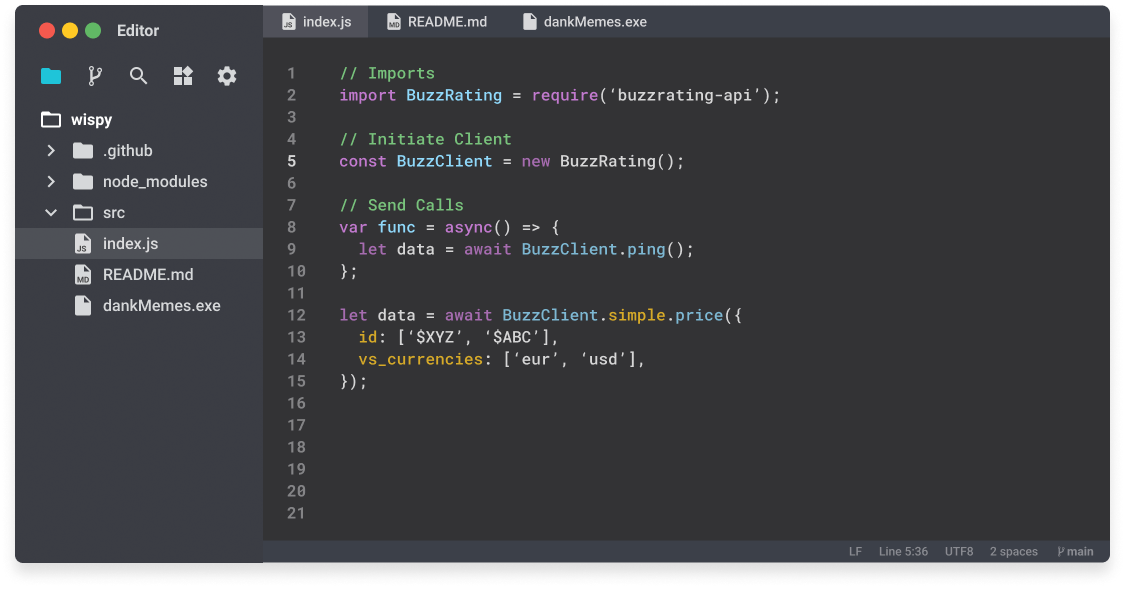 Editor
index.js
README.md
dankMemes.exe
wispy
.github
node_modules
src
index.js
README.md
dankMemes.exe
1 // Imports
2 import BuzzRating = require(‘buzzrating-api’);
3
4 // Initiate Client
5 const BuzzClient = new BuzzRating();
6
7 // Send Calls
8 var func = async() => {
9   let data = await BuzzClient.ping();
10 };
11
12 let data = await BuzzClient.simple.price({
13   id: [‘$XYZ’, ‘$ABC’],
14   vs_currencies: [‘eur’, ‘usd’],
15 });
16
17
18
19
20
21
LF Line 5:36 UTF8 2 spaces main